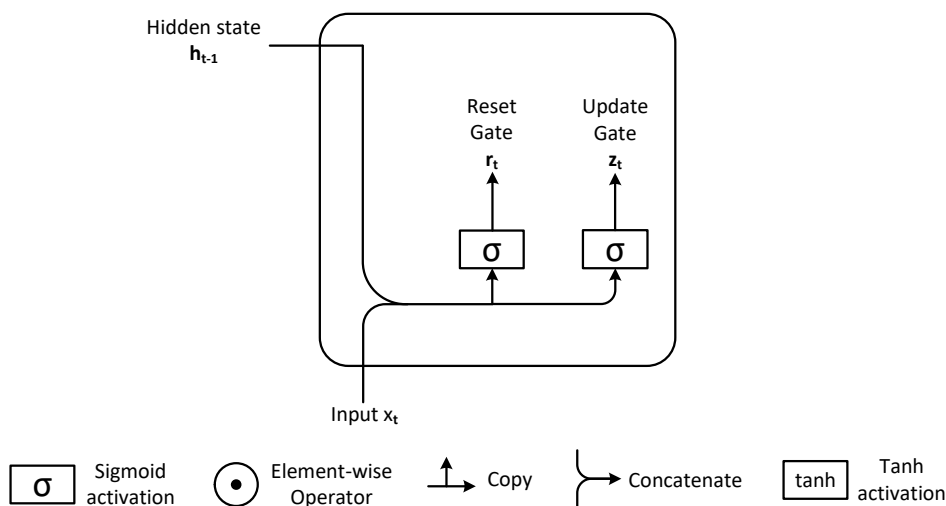 Hidden state
h_{t-1}
Reset
Gate
r_t
Update
Gate
z_t
σ
σ
Input x_t
σ
Sigmoid
activation
Element-wise
Operator
Copy
Concatenate
tanh
Tanh
activation